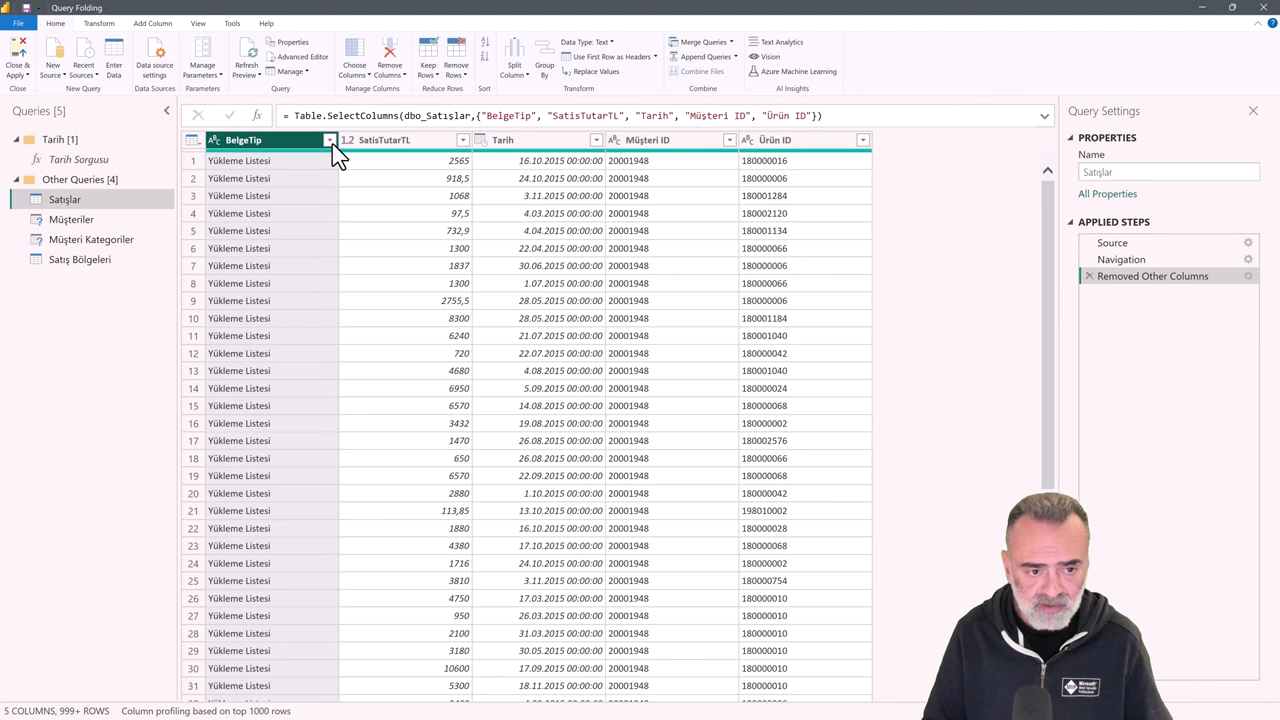 Query Folding
File Home Transform Add Column View Tools Help
Close & Apply
New Source
Recent Sources
Enter Data
Data source settings
Manage Parameters
Refresh Preview
Properties
Advanced Editor
Manage
Choose Columns
Remove Columns
Keep Rows
Remove Rows
Split Column
Group By
Data Type: Text
Use First Row as Headers
Replace Values
Merge Queries
Append Queries
Combine Files
Text Analytics
Vision
Azure Machine Learning
Close New Query Data Sources Parameters Query Manage Columns Reduce Rows Sort Transform Combine AI Insights
Queries [5]
Tarih [1]
fx Tarih Sorgusu
Other Queries [4]
Satışlar
Müşteriler
Müşteri Kategoriler
Satış Bölgeleri
fx = Table.SelectColumns(dbo_Satışlar,{"BelgeTip", "SatisTutarTL", "Tarih", "Müşteri ID", "Ürün ID"})
ABC BelgeTip 1.2 SatisTutarTL Tarih ABC Müşteri ID ABC Ürün ID
1 Yükleme Listesi 2565 16.10.2015 00:00:00 20001948 180000016
2 Yükleme Listesi 918,5 24.10.2015 00:00:00 20001948 180000006
3 Yükleme Listesi 1068 3.11.2015 00:00:00 20001948 180001284
4 Yükleme Listesi 97,5 4.03.2015 00:00:00 20001948 180002120
5 Yükleme Listesi 732,9 4.04.2015 00:00:00 20001948 180001134
6 Yükleme Listesi 1300 22.04.2015 00:00:00 20001948 180000066
7 Yükleme Listesi 1837 30.06.2015 00:00:00 20001948 180000006
8 Yükleme Listesi 1300 1.07.2015 00:00:00 20001948 180000066
9 Yükleme Listesi 2755,5 28.05.2015 00:00:00 20001948 180000006
10 Yükleme Listesi 8300 28.05.2015 00:00:00 20001948 180001184
11 Yükleme Listesi 6240 21.07.2015 00:00:00 20001948 180001040
12 Yükleme Listesi 720 22.07.2015 00:00:00 20001948 180000042
13 Yükleme Listesi 4680 4.08.2015 00:00:00 20001948 180001040
14 Yükleme Listesi 6950 5.09.2015 00:00:00 20001948 180000024
15 Yükleme Listesi 6570 14.08.2015 00:00:00 20001948 180000068
16 Yükleme Listesi 3432 19.08.2015 00:00:00 20001948 180000002
17 Yükleme Listesi 1470 26.08.2015 00:00:00 20001948 180002576
18 Yükleme Listesi 650 26.08.2015 00:00:00 20001948 180000066
19 Yükleme Listesi 6570 22.09.2015 00:00:00 20001948 180000068
20 Yükleme Listesi 2880 1.10.2015 00:00:00 20001948 180000042
21 Yükleme Listesi 113,85 13.10.2015 00:00:00 20001948 198010002
22 Yükleme Listesi 1880 16.10.2015 00:00:00 20001948 180000028
23 Yükleme Listesi 4380 17.10.2015 00:00:00 20001948 180000068
24 Yükleme Listesi 1716 24.10.2015 00:00:00 20001948 180000002
25 Yükleme Listesi 3810 3.11.2015 00:00:00 20001948 180000754
26 Yükleme Listesi 4750 17.03.2015 00:00:00 20001948 180000010
27 Yükleme Listesi 950 26.03.2015 00:00:00 20001948 180000010
28 Yükleme Listesi 2100 31.03.2015 00:00:00 20001948 180000010
29 Yükleme Listesi 3180 30.05.2015 00:00:00 20001948 180000010
30 Yükleme Listesi 10600 17.09.2015 00:00:00 20001948 180000010
31 Yükleme Listesi 5300 18.11.2015 00:00:00 20001948 180000010
Query Settings
PROPERTIES
Name
Satışlar
All Properties
APPLIED STEPS
Source
Navigation
Removed Other Columns
5 COLUMNS, 999+ ROWS Column profiling based on top 1000 rows